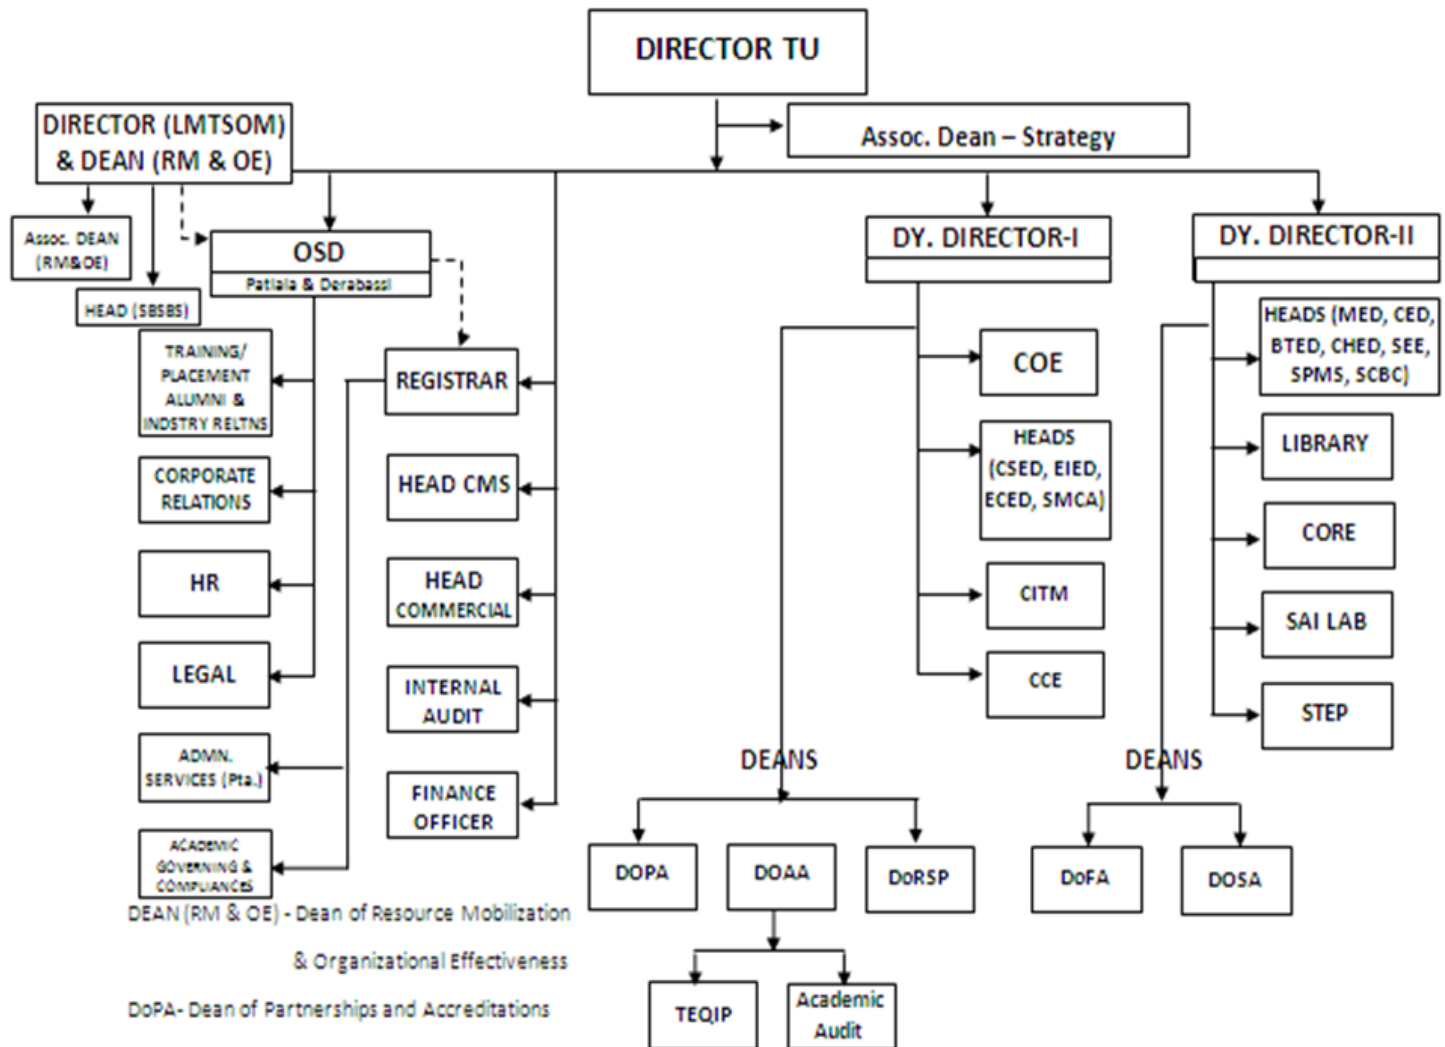 DIRECTOR TU
Assoc. Dean – Strategy
DIRECTOR (LMTSOM)
& DEAN (RM & OE)
Assoc. DEAN
(RM&OE)
HEAD (SBSBS)
OSD
Patiala & Derabassi
DY. DIRECTOR-I
DY. DIRECTOR-II
TRAINING/
PLACEMENT
ALUMNI &
INDSTRY RELTNS
CORPORATE
RELATIONS
HR
LEGAL
ADMN.
SERVICES (Pta.)
ACADEMIC
GOVERNING &
COMPLIANCES
REGISTRAR
HEAD CMS
HEAD
COMMERCIAL
INTERNAL
AUDIT
FINANCE
OFFICER
COE
HEADS
(CSED, EIED,
ECED, SMCA)
CITM
CCE
HEADS (MED, CED,
BTED, CHED, SEE,
SPMS, SCBC)
LIBRARY
CORE
SAI LAB
STEP
DEANS
DEANS
DOPA
DOAA
DoRSP
DoFA
DOSA
TEQIP
Academic
Audit
DEAN (RM & OE) - Dean of Resource Mobilization
& Organizational Effectiveness
DoPA- Dean of Partnerships and Accreditations